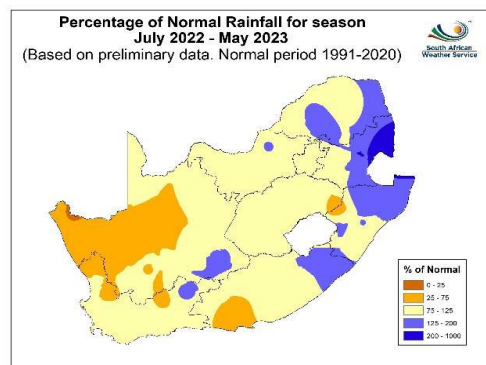 Percentage of Normal Rainfall for season
July 2022 - May 2023
(Based on preliminary data. Normal period 1991-2020)
South African
Weather Service
% of Normal
0 - 25
25 - 75
75 - 125
125 - 200
200 - 1000